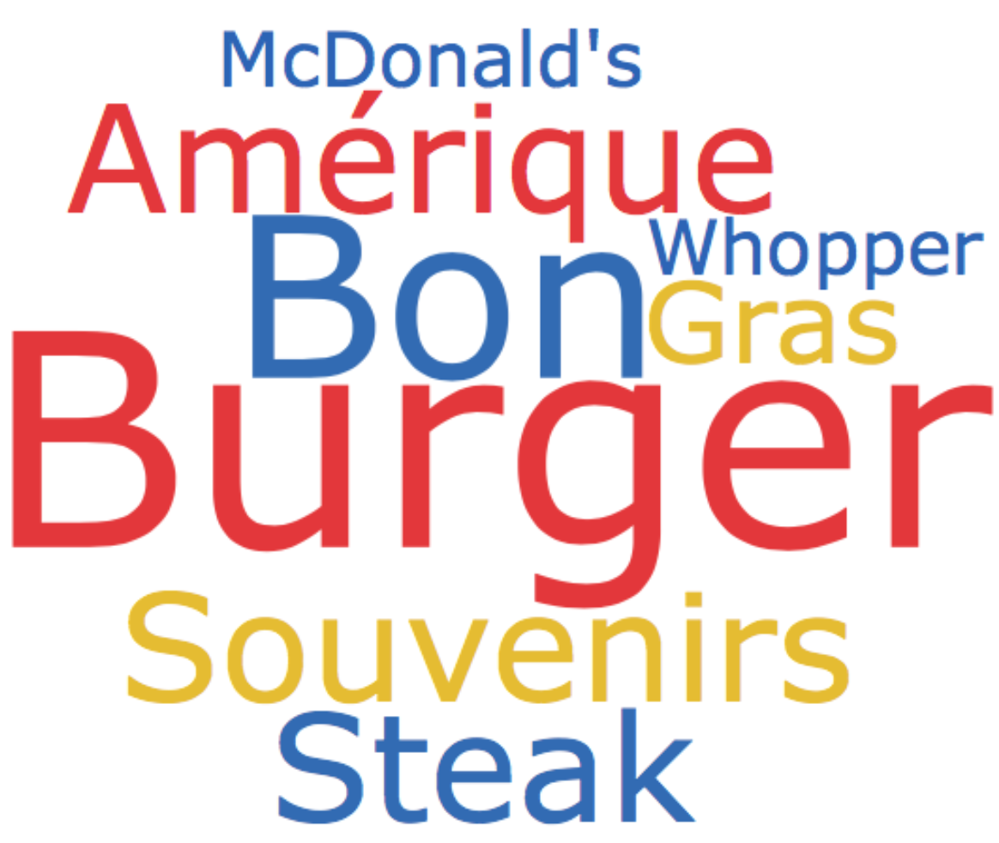 McDonald's
Amérique
Bon
Whopper
Gras
Burger
Souvenirs
Steak